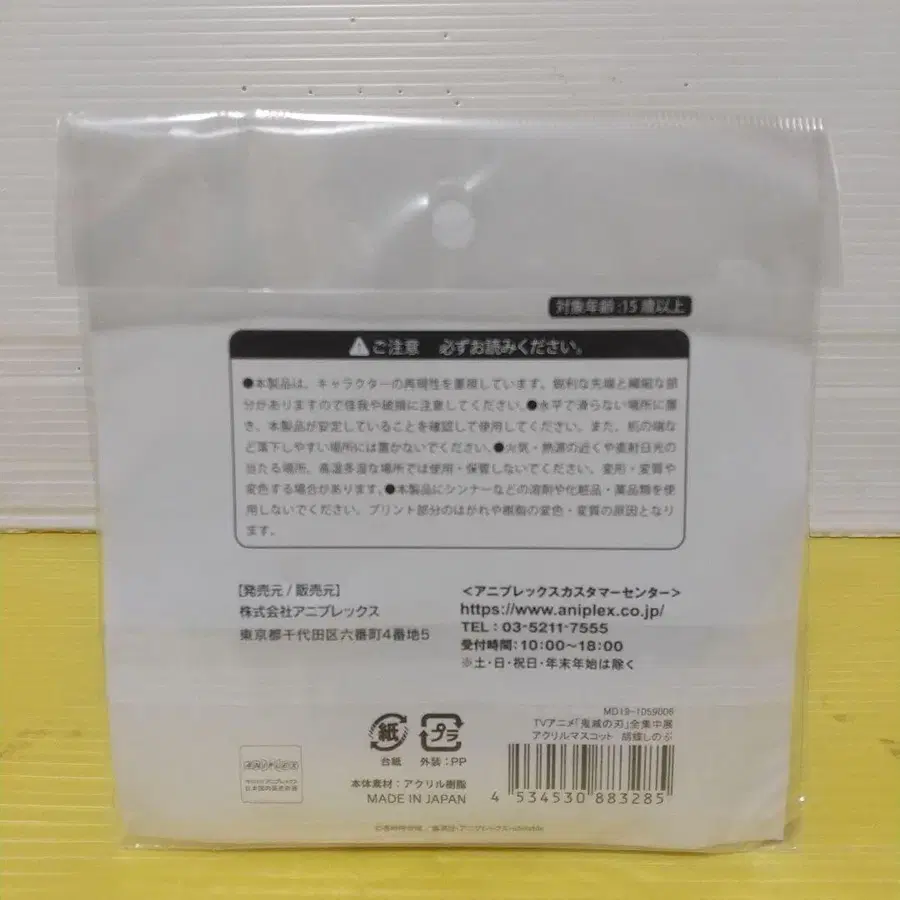 対象年齢:15歳以上
ご注意 必ずお読みください。
●本製品は、キャラクターの再現性を重視しています。鋭利な先端と繊細な部
分がありますので怪我や破損に注意してください。●水平で滑らない場所に置
き、本製品が安定していることを確認して使用してください。また、机の端な
ど落下しやすい場所には置かないでください。●火気・熱源の近くや直射日光の
当たる場所、高温多湿な場所では使用・保管しないでください。変形・変質や
変色する場合があります。●本製品にシンナーなどの溶剤や化粧品・薬品類を使
用しないでください。プリント部分のはがれや樹脂の変色・変質の原因となり
ます。
[発売元 / 販売元]
株式会社アニプレックス
東京都千代田区六番町4番地5
<アニプレックスカスタマーセンター>
https://www.aniplex.co.jp/
TEL:03-5211-7555
受付時間:10:00〜18:00
※土・日・祝日・年末年始は除く
紙
台紙
プラ
外装:PP
本体素材:アクリル樹脂
MADE IN JAPAN
MD19-1059006
TVアニメ「鬼滅の刃」全集中展
アクリルマスコット 胡蝶しのぶ
4 534530 883285
ANIPLEX